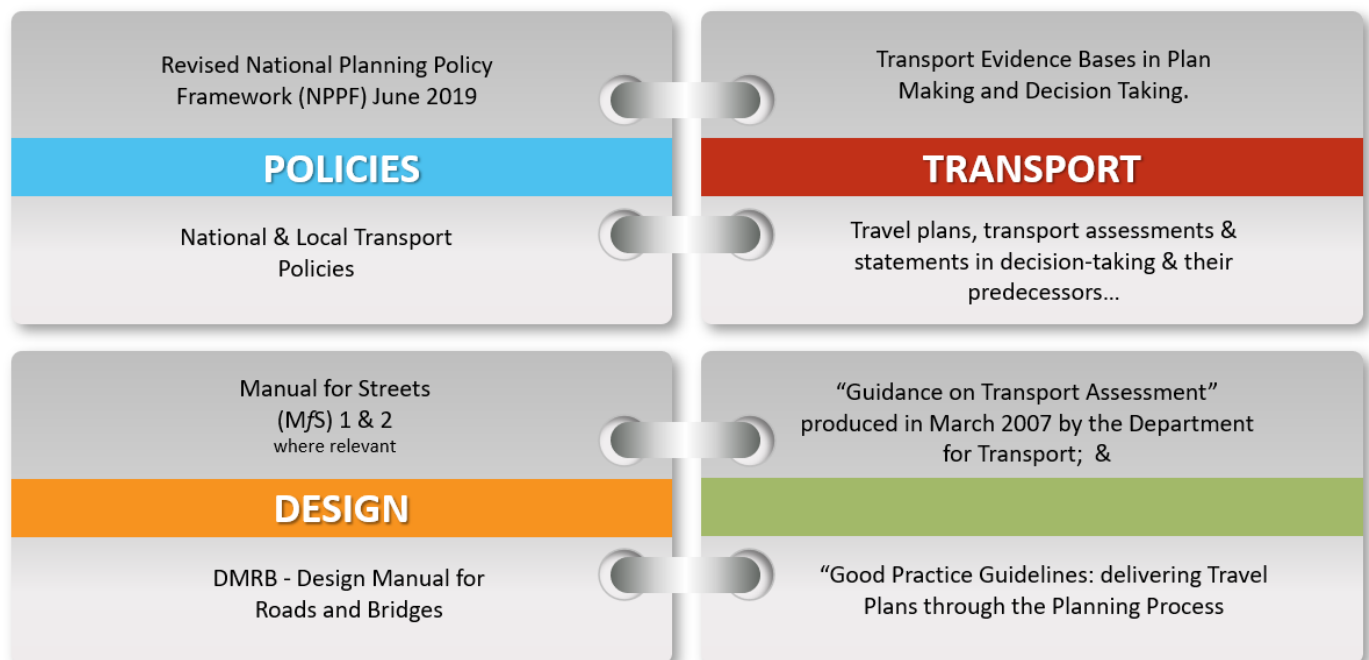 Revised National Planning Policy
Framework (NPPF) June 2019
POLICIES
National & Local Transport
Policies
Transport Evidence Bases in Plan
Making and Decision Taking.
TRANSPORT
Travel plans, transport assessments &
statements in decision-taking & their
predecessors...
Manual for Streets
(MfS) 1 & 2
where relevant
DESIGN
DMRB - Design Manual for
Roads and Bridges
“Guidance on Transport Assessment”
produced in March 2007 by the Department
for Transport;  &
“Good Practice Guidelines: delivering Travel
Plans through the Planning Process